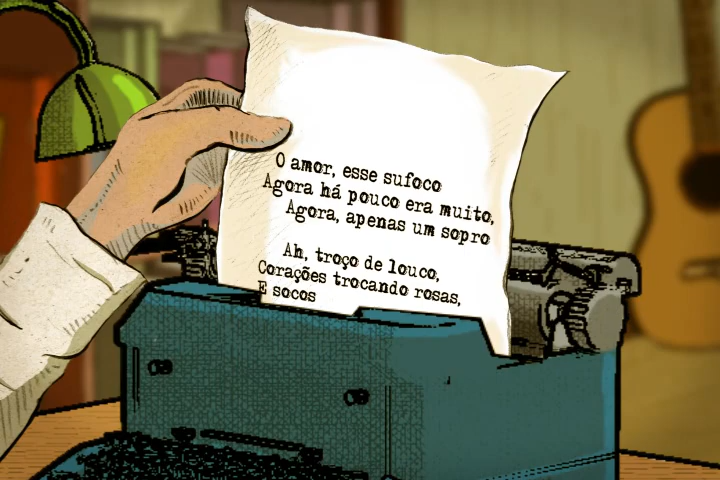 O amor, esse sufoco
Agora há pouco era muito,
Agora, apenas um sopro
Ah, troço de louco,
Corações trocando rosas,
E socos